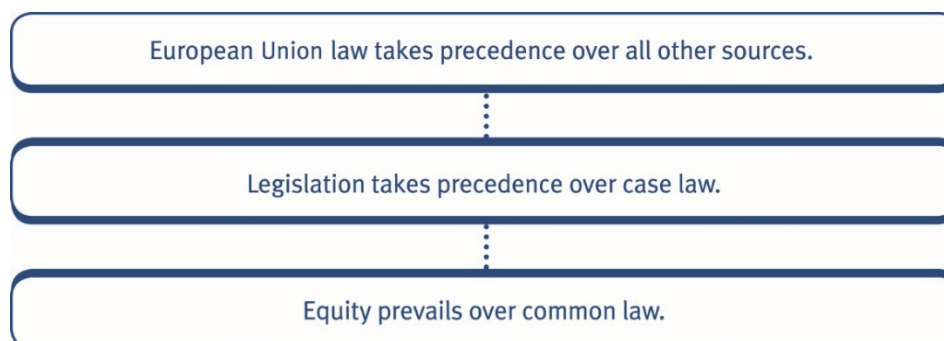 European Union law takes precedence over all other sources.
Legislation takes precedence over case law.
Equity prevails over common law.